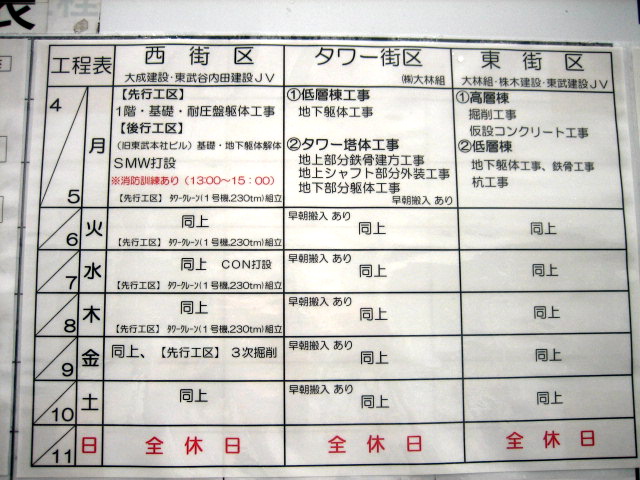 工程表
西街区
大成建設・東武谷内田建設JV
タワー街区
㈱大林組
東街区
大林組・株木建設・東武建設JV
4
5
月
【先行工区】
1階・基礎・耐圧盤躯体工事
【後行工区】
(旧東武本社ビル)基礎・地下躯体解体
SMW打設
※消防訓練あり(13:00~15:00)
【先行工区】 タワークレーン(1号機,230tm)組立
①低層棟工事
地下躯体工事
②タワー塔体工事
地上部分鉄骨建方工事
地上シャフト部分外装工事
地下部分躯体工事
早朝搬入 あり
①高層棟
掘削工事
仮設コンクリート工事
②低層棟
地下躯体工事、鉄骨工事
杭工事
6
火
同上
【先行工区】 タワークレーン(1号機,230tm)組立
早朝搬入 あり
同上
同上
7
水
同上 CON打設
【先行工区】 タワークレーン(1号機,230tm)組立
早朝搬入 あり
同上
同上
8
木
同上
【先行工区】 タワークレーン(1号機,230tm)組立
早朝搬入 あり
同上
同上
9
金
同上、【先行工区】 3次掘削
早朝搬入 あり
同上
同上
10
土
同上
早朝搬入 あり
同上
同上
11
日
全休日
全休日
全休日